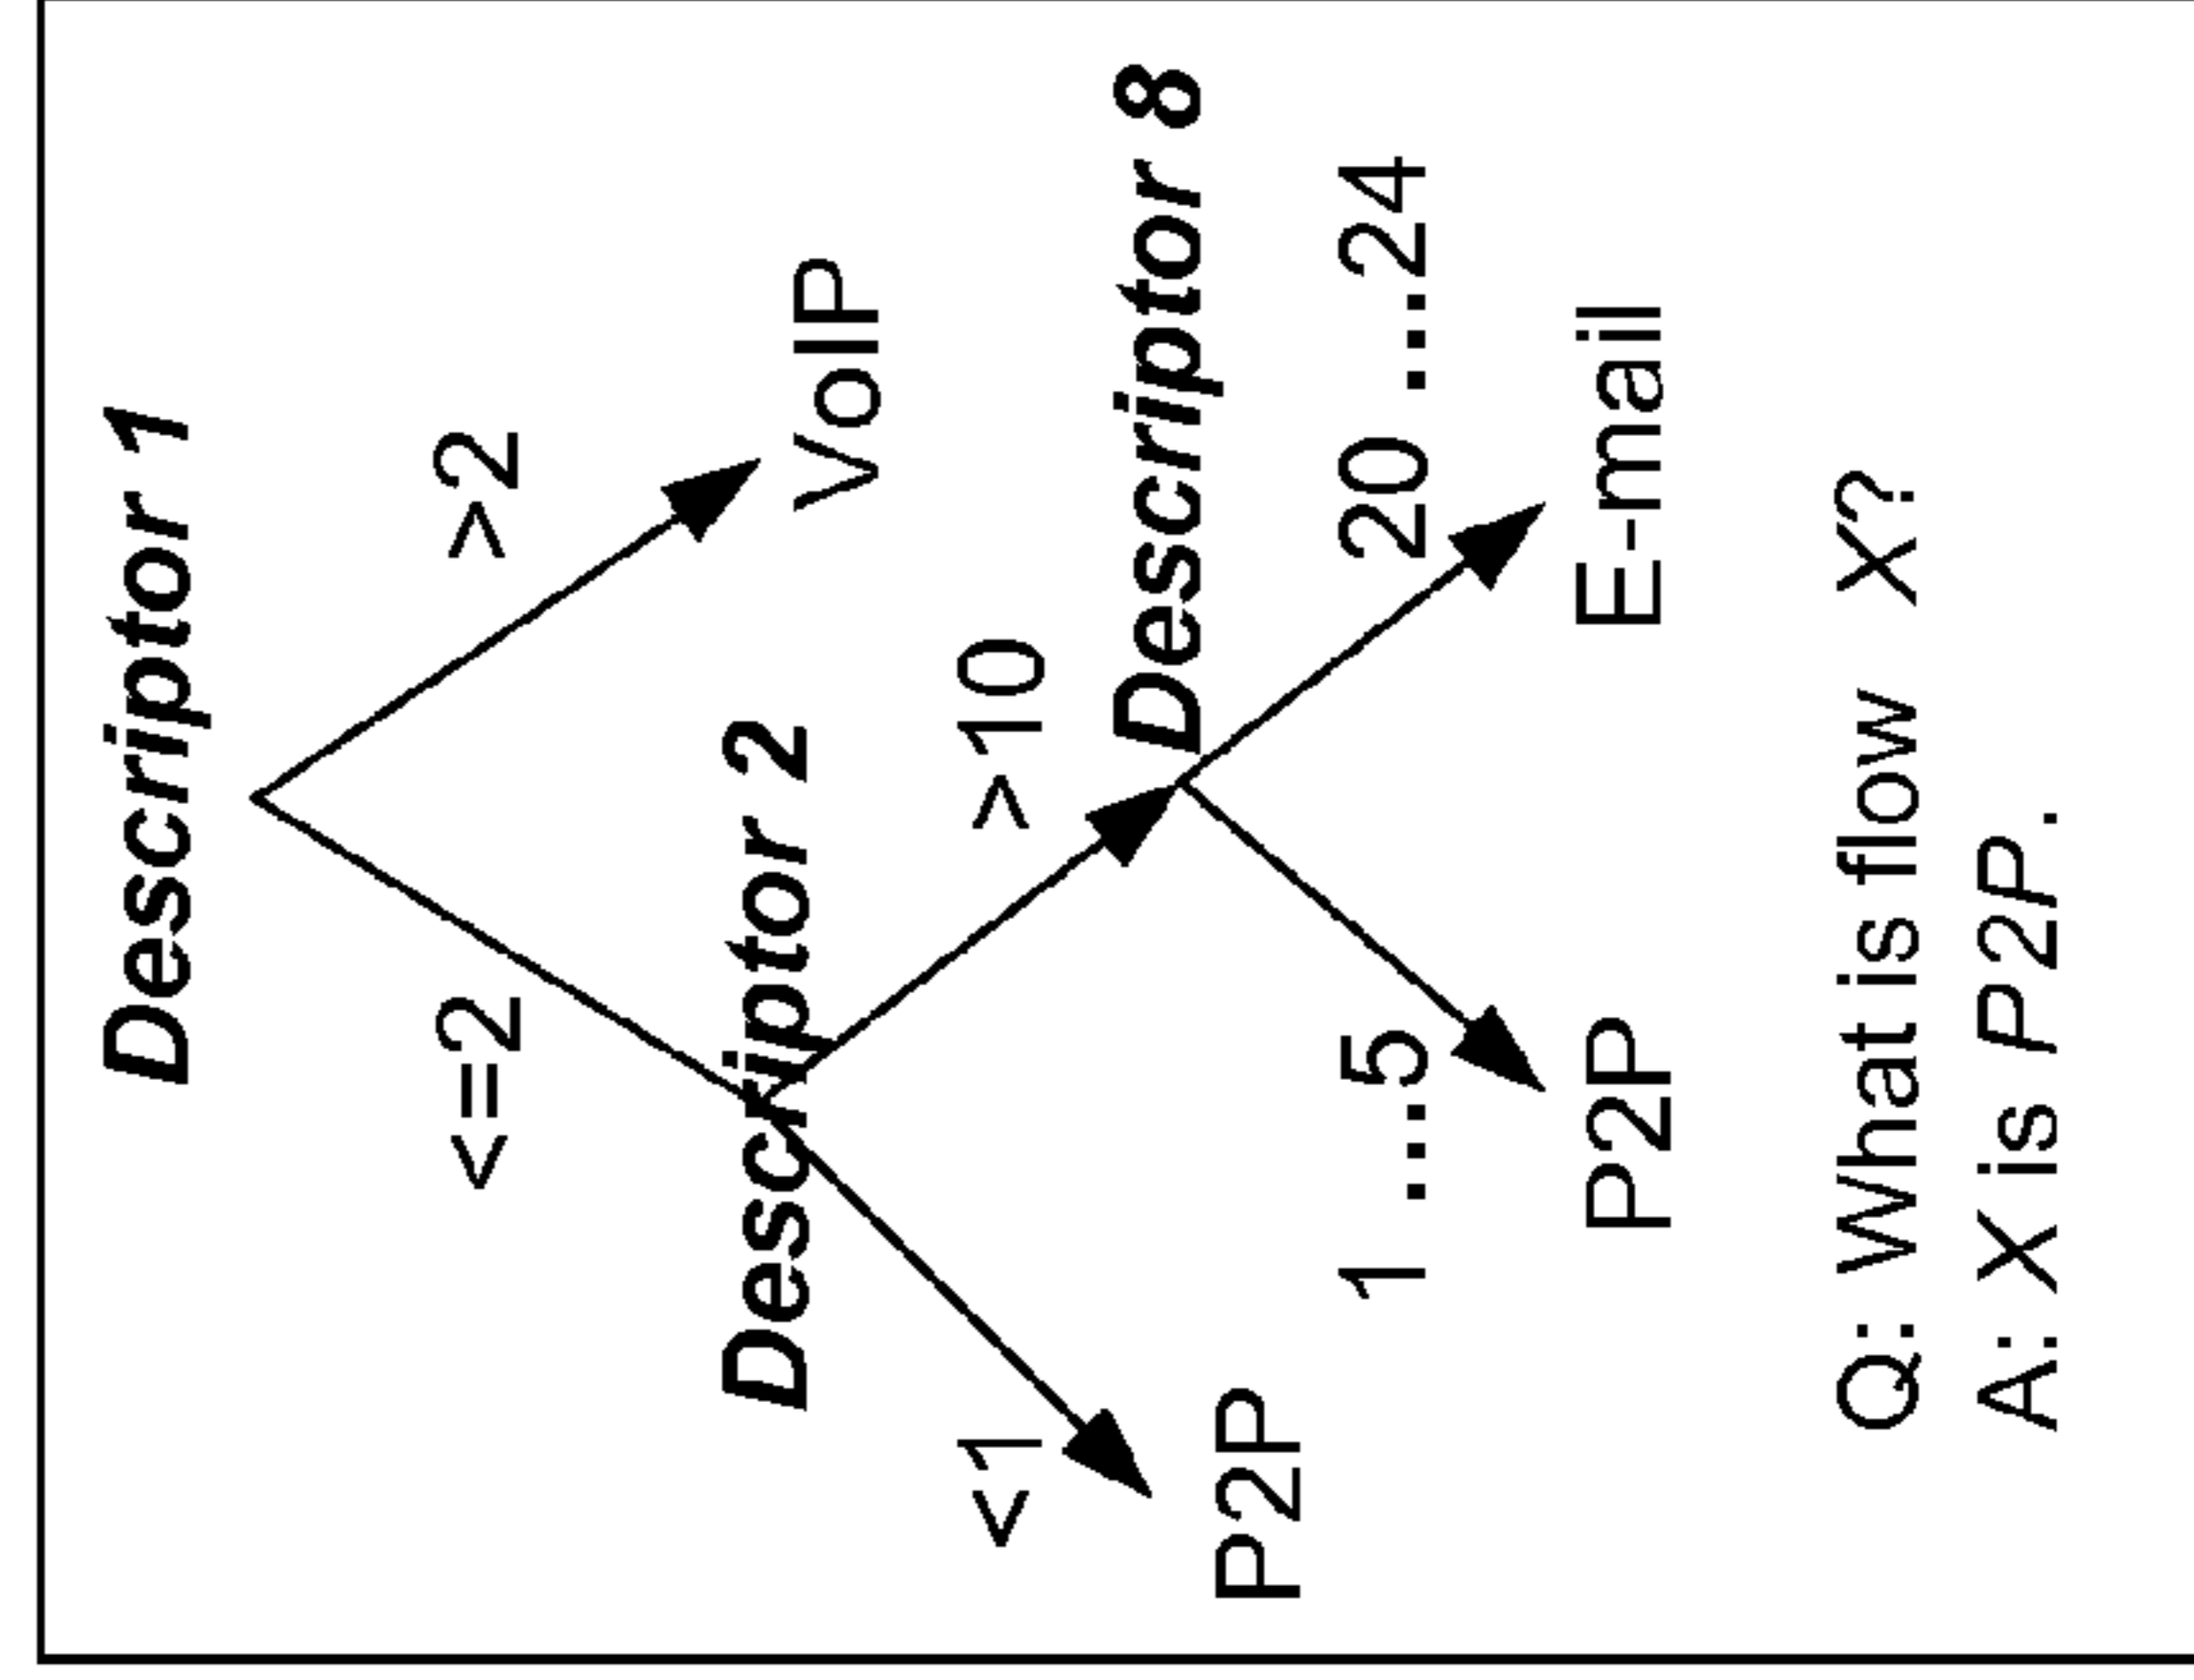 Descriptor 1
<=2 >2
Descriptor 2 VoIP
<1 >10
Descriptor 8
P2P
1 ...5 20 ...24
P2P E-mail
Q: What is flow X?
A: X is P2P.